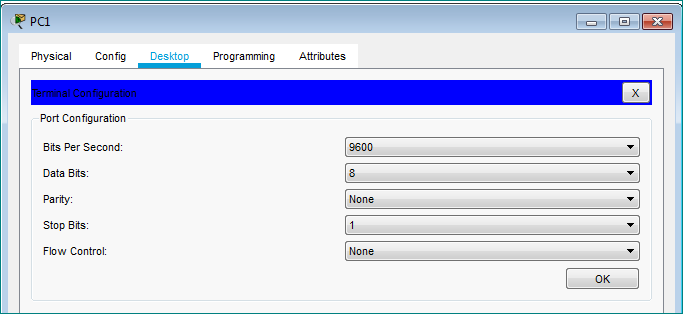 PC1
Physical Config Desktop Programming Attributes
Terminal Configuration X
Port Configuration
Bits Per Second: 9600
Data Bits: 8
Parity: None
Stop Bits: 1
Flow Control: None
OK